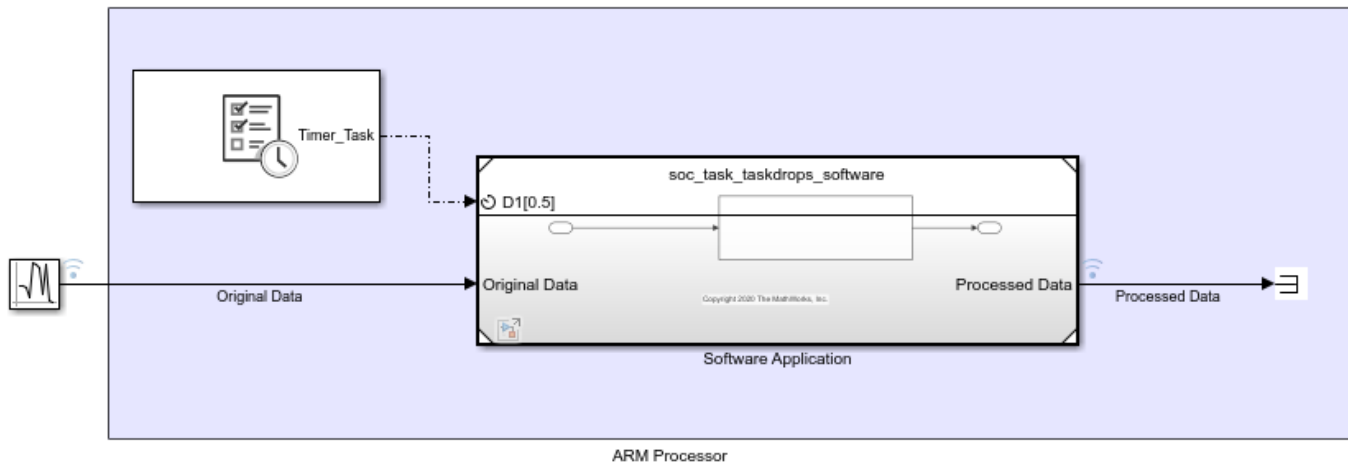 Timer_Task
soc_task_taskdrops_software
D1[0.5]
Original Data
Original Data
Processed Data
Processed Data
Copyright 2020 The MathWorks, Inc.
Software Application
ARM Processor